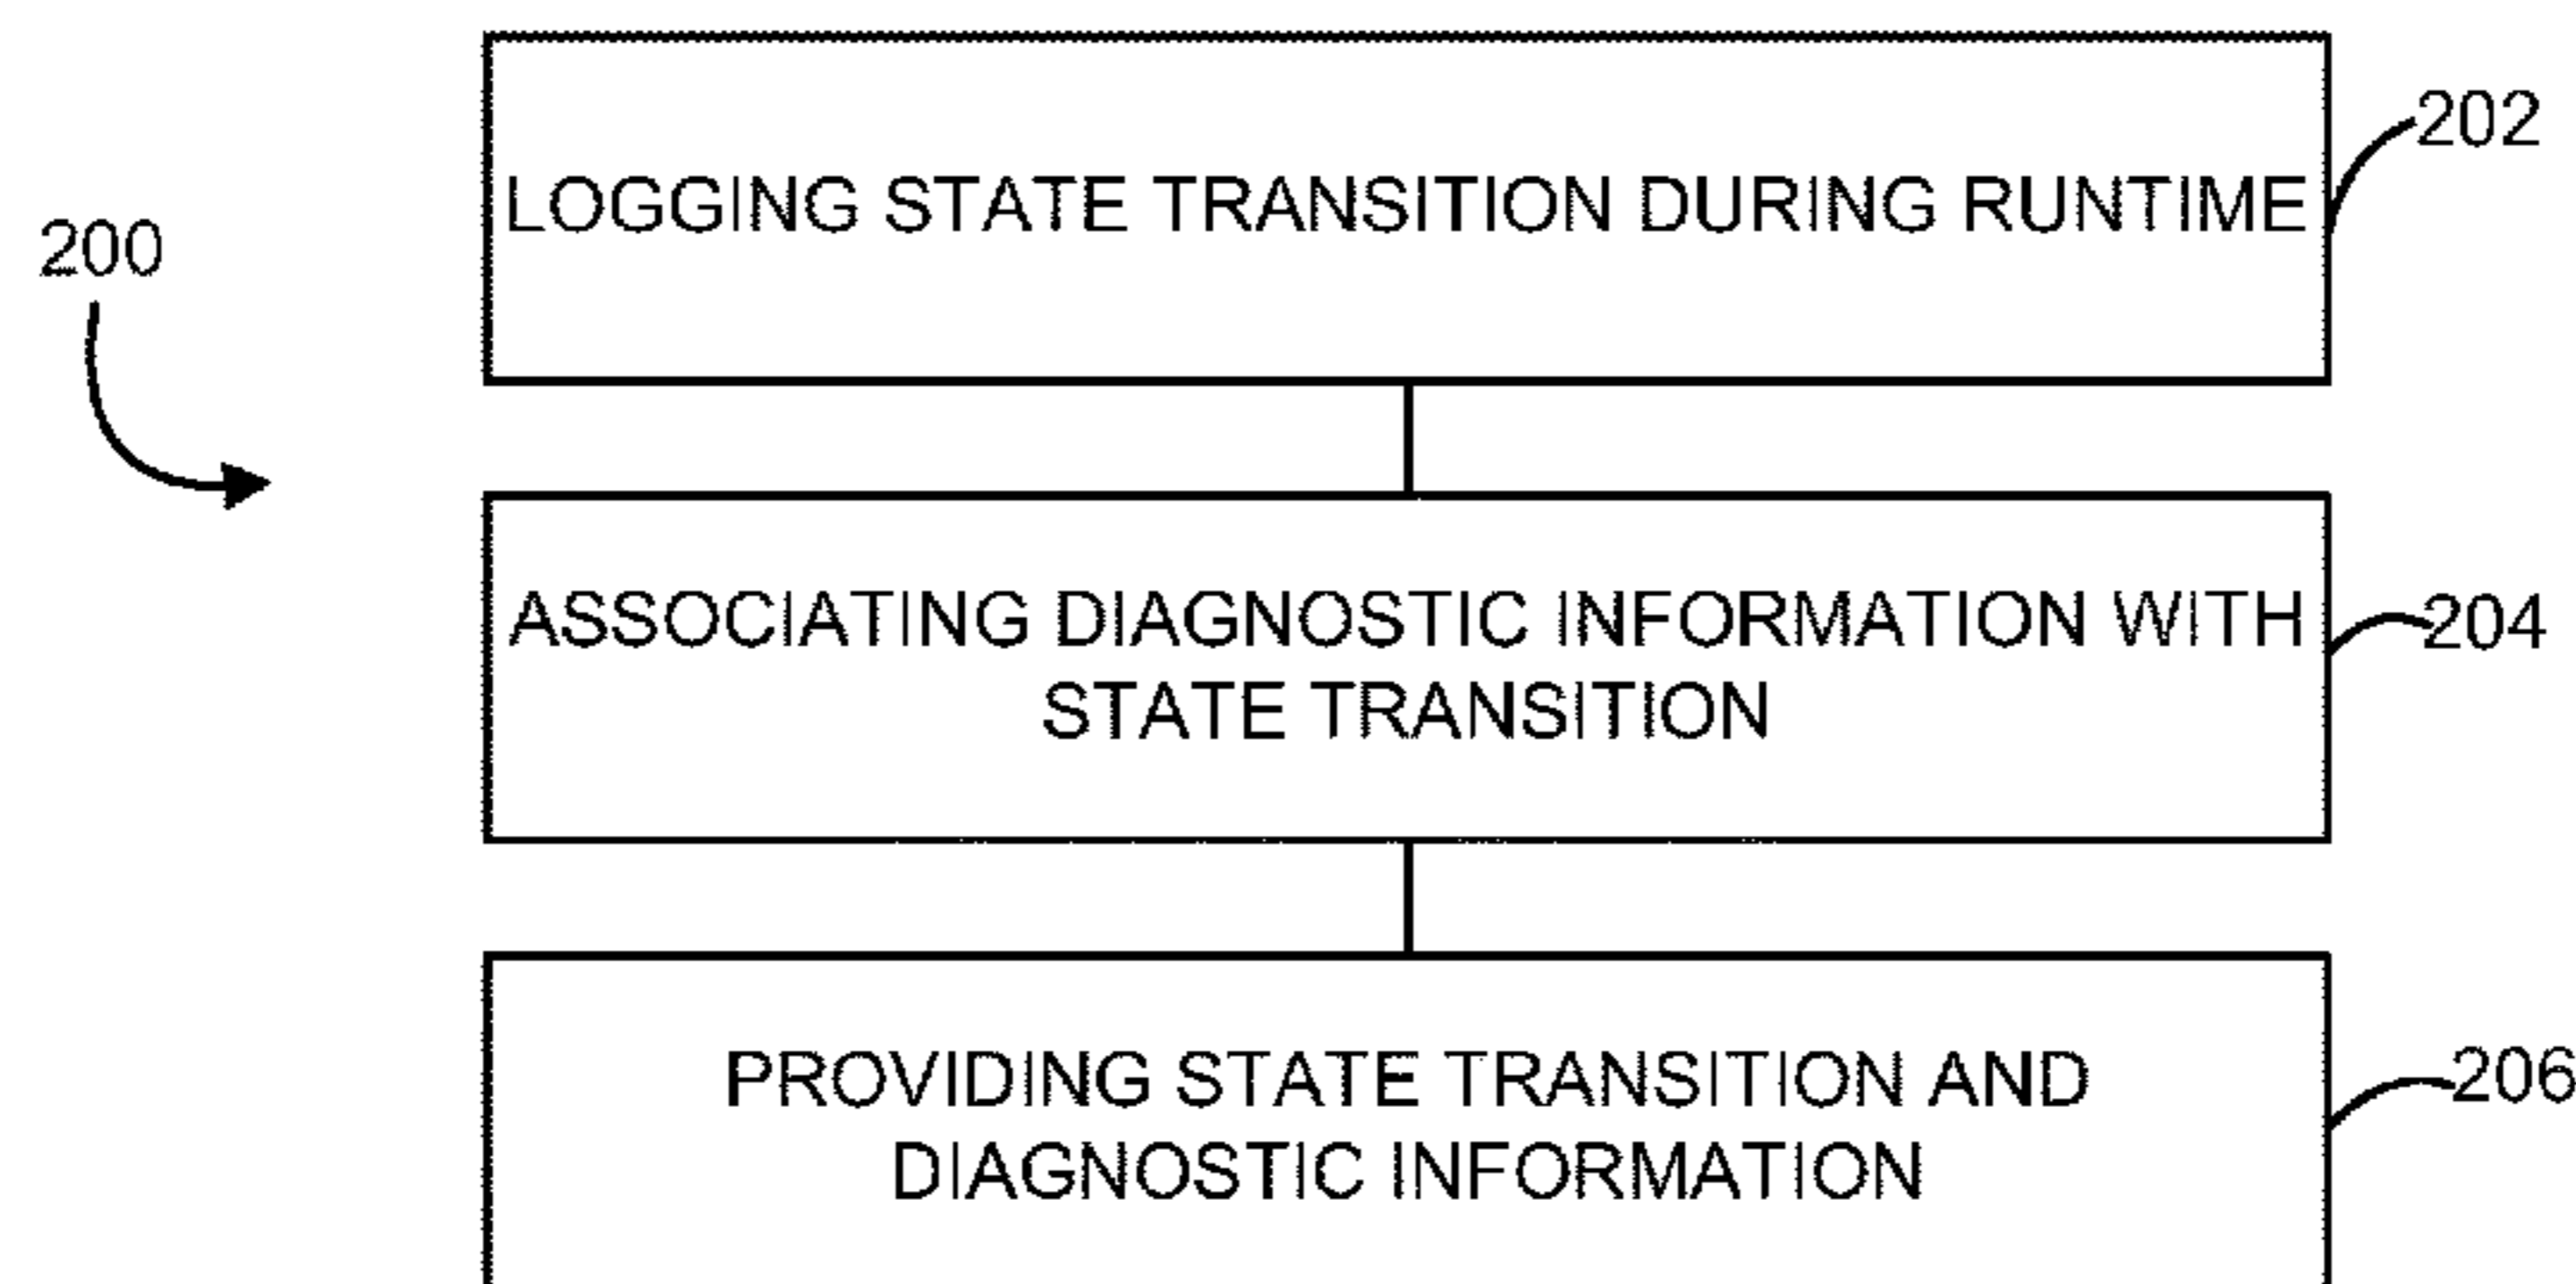 LOGGING STATE TRANSITION DURING RUNTIME
202
200
ASSOCIATING DIAGNOSTIC INFORMATION WITH
STATE TRANSITION
204
PROVIDING STATE TRANSITION AND
DIAGNOSTIC INFORMATION
206